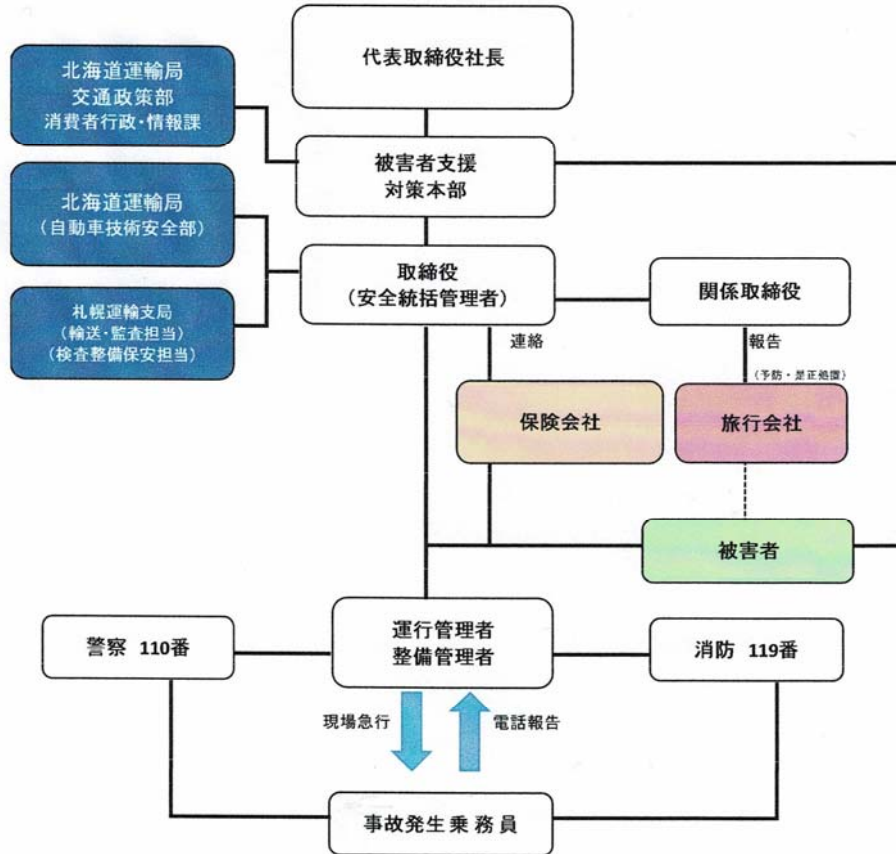 代表取締役社長
北海道運輸局
交通政策部
消費者行政・情報課
被害者支援
対策本部
北海道運輸局
（自動車技術安全部）
取締役
（安全統括管理者）
関係取締役
札幌運輸支局
（輸送・監査担当）
（検査整備保安担当）
連絡
報告
（予防・是正処置）
保険会社
旅行会社
被害者
運行管理者
整備管理者
警察 110番
消防 119番
現場急行
電話報告
事故発生乗務員